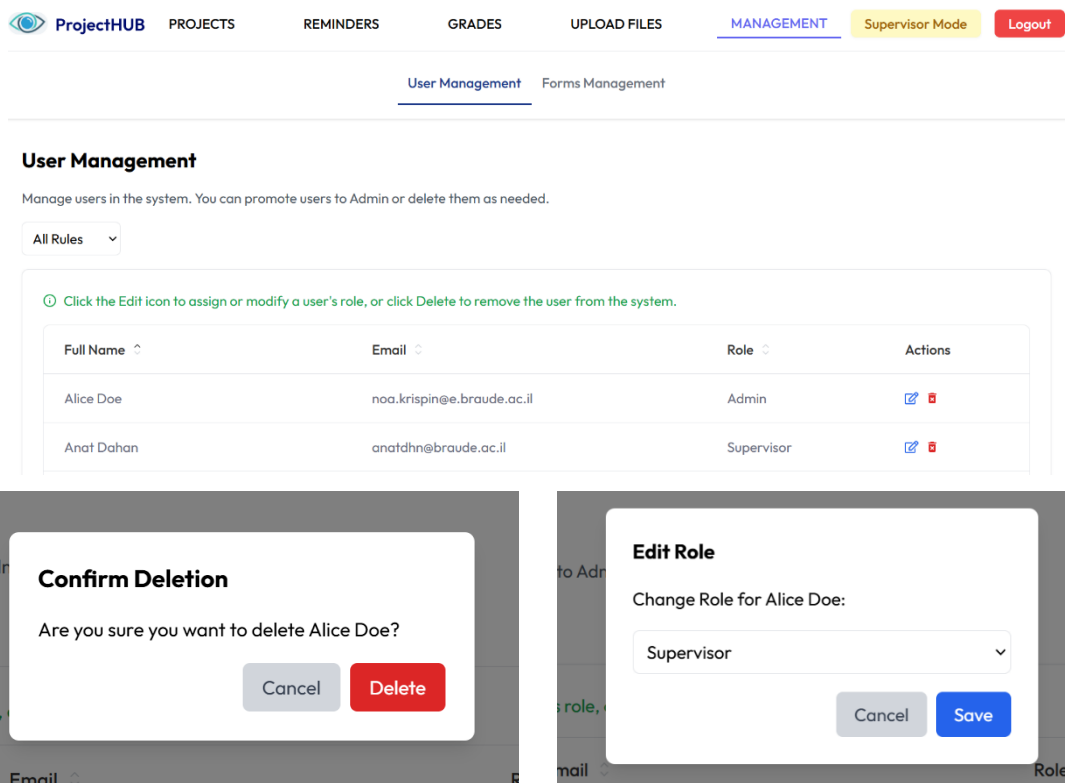 ProjectHUB PROJECTS REMINDERS GRADES UPLOAD FILES MANAGEMENT Supervisor Mode Logout
User Management Forms Management
User Management
Manage users in the system. You can promote users to Admin or delete them as needed.
All Rules
Click the Edit icon to assign or modify a user's role, or click Delete to remove the user from the system.
Full Name Email Role Actions
Alice Doe noa.krispin@e.braude.ac.il Admin
Anat Dahan anatdhn@braude.ac.il Supervisor
Confirm Deletion
Are you sure you want to delete Alice Doe?
Cancel Delete
Email
to Adm
Edit Role
Change Role for Alice Doe:
Supervisor
role,
Cancel Save
mail Role